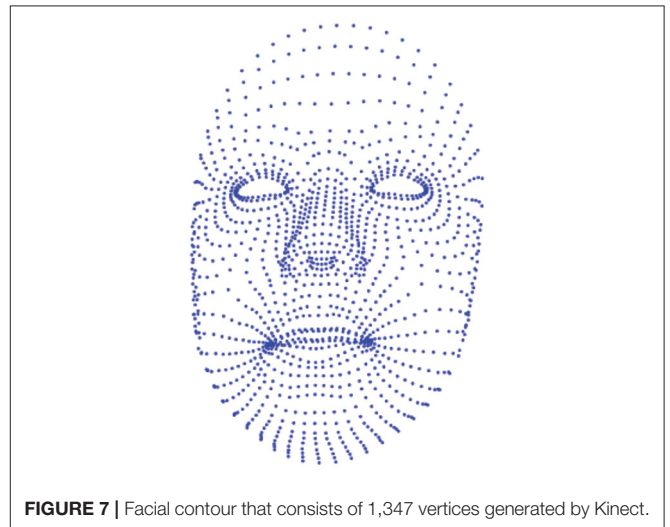 FIGURE 7 | Facial contour that consists of 1,347 vertices generated by Kinect.